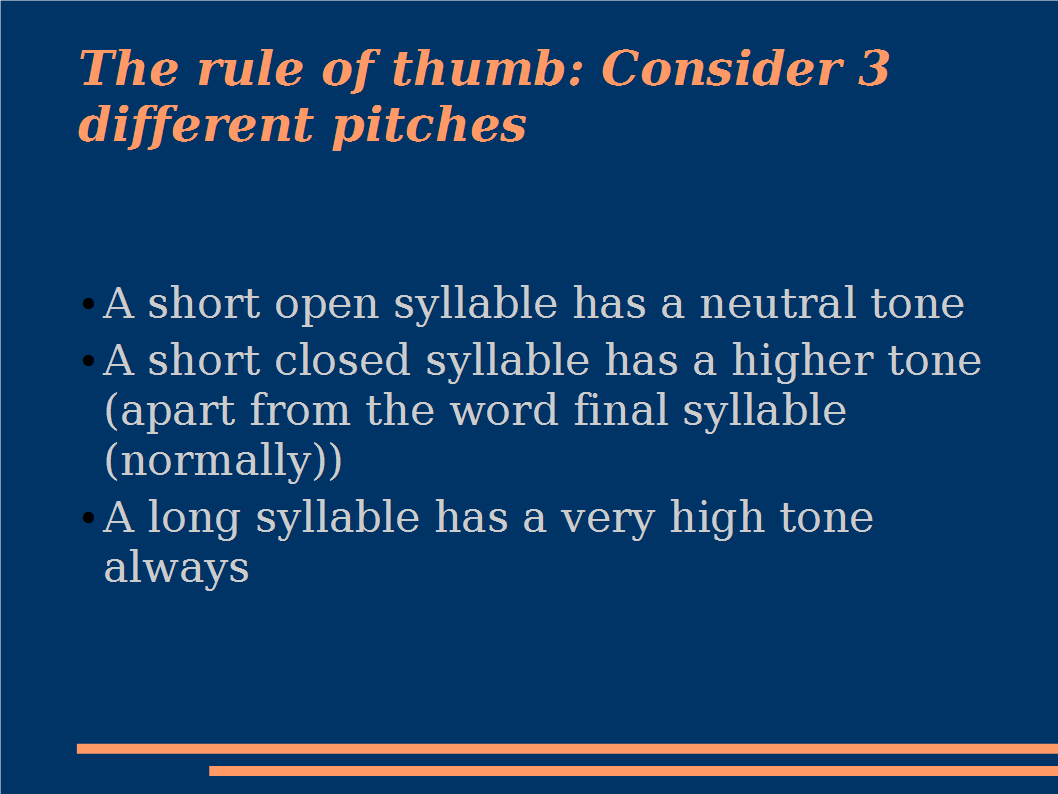 The rule of thumb: Consider 3
different pitches
• A short open syllable has a neutral tone
• A short closed syllable has a higher tone
(apart from the word final syllable
(normally))
• A long syllable has a very high tone
always